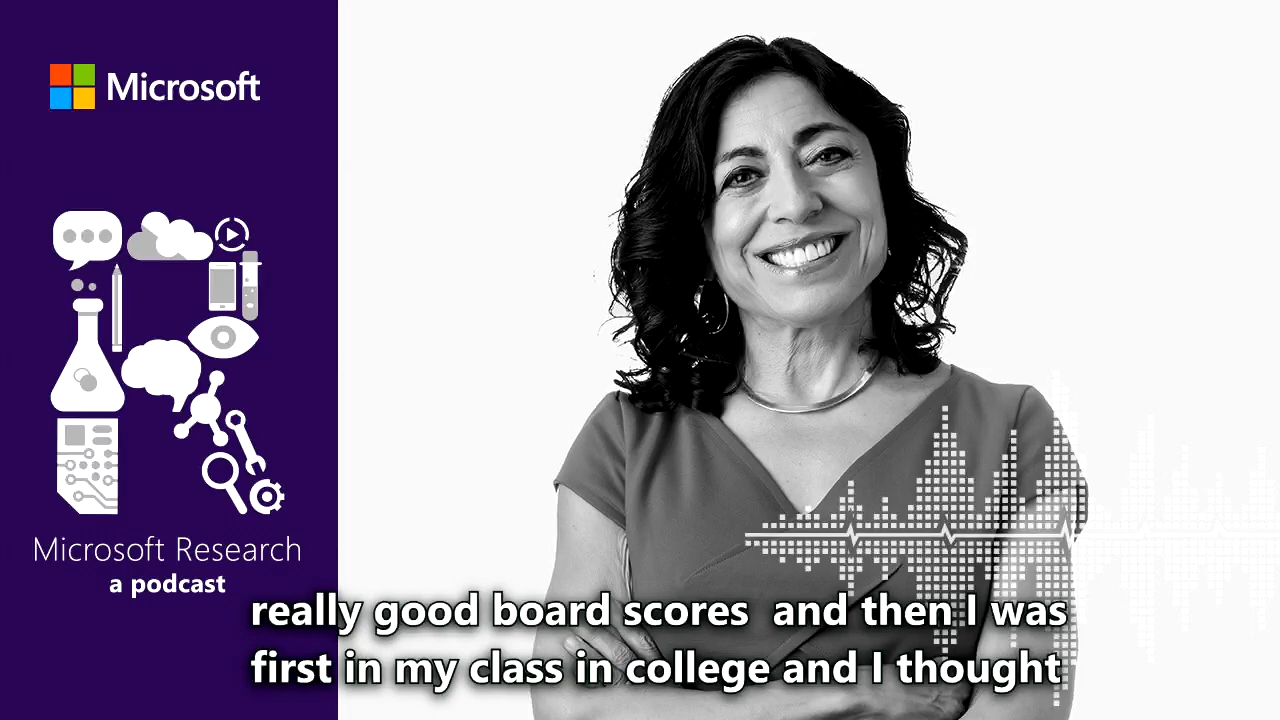 Microsoft
Microsoft Research
a podcast
really good board scores and then I was
first in my class in college and I thought